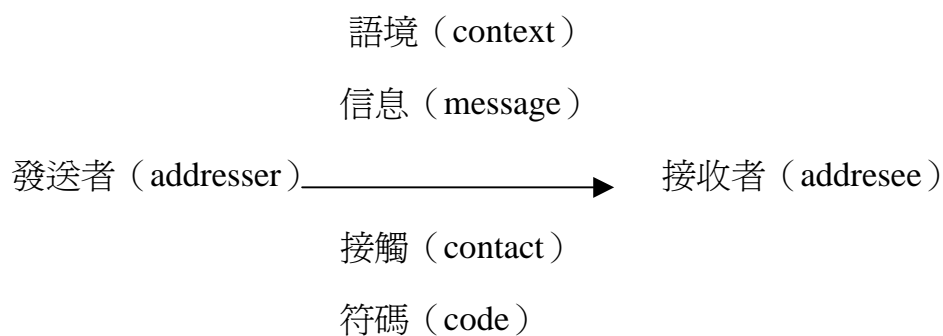 語境（context）
信息（message）
發送者（addresser） 接收者（addresee）
接觸（contact）
符碼（code）